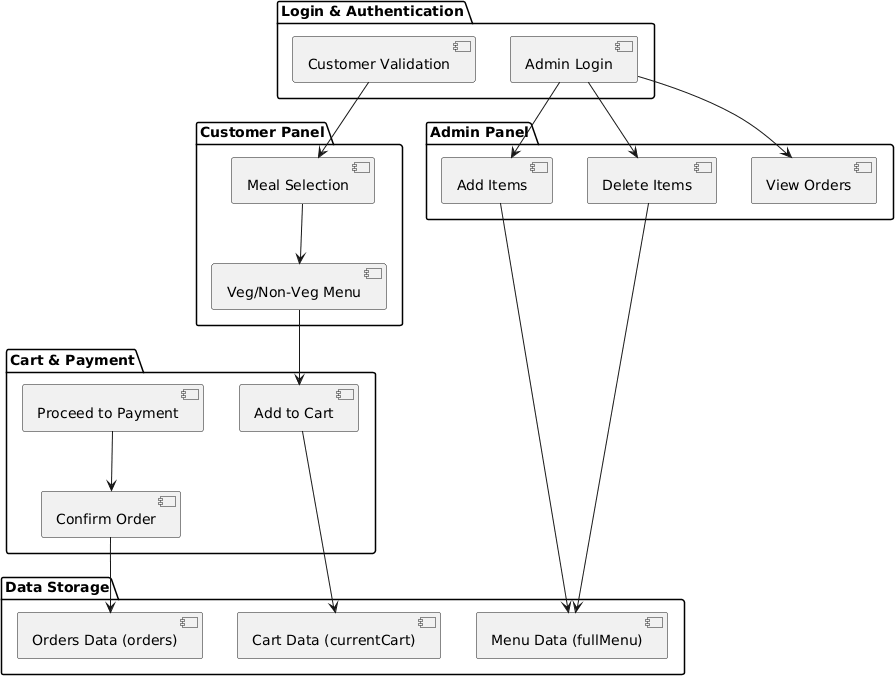 Login & Authentication
Customer Validation
Admin Login
Customer Panel
Admin Panel
Meal Selection
Add Items
Delete Items
View Orders
Veg/Non-Veg Menu
Cart & Payment
Proceed to Payment
Add to Cart
Confirm Order
Data Storage
Orders Data (orders)
Cart Data (currentCart)
Menu Data (fullMenu)